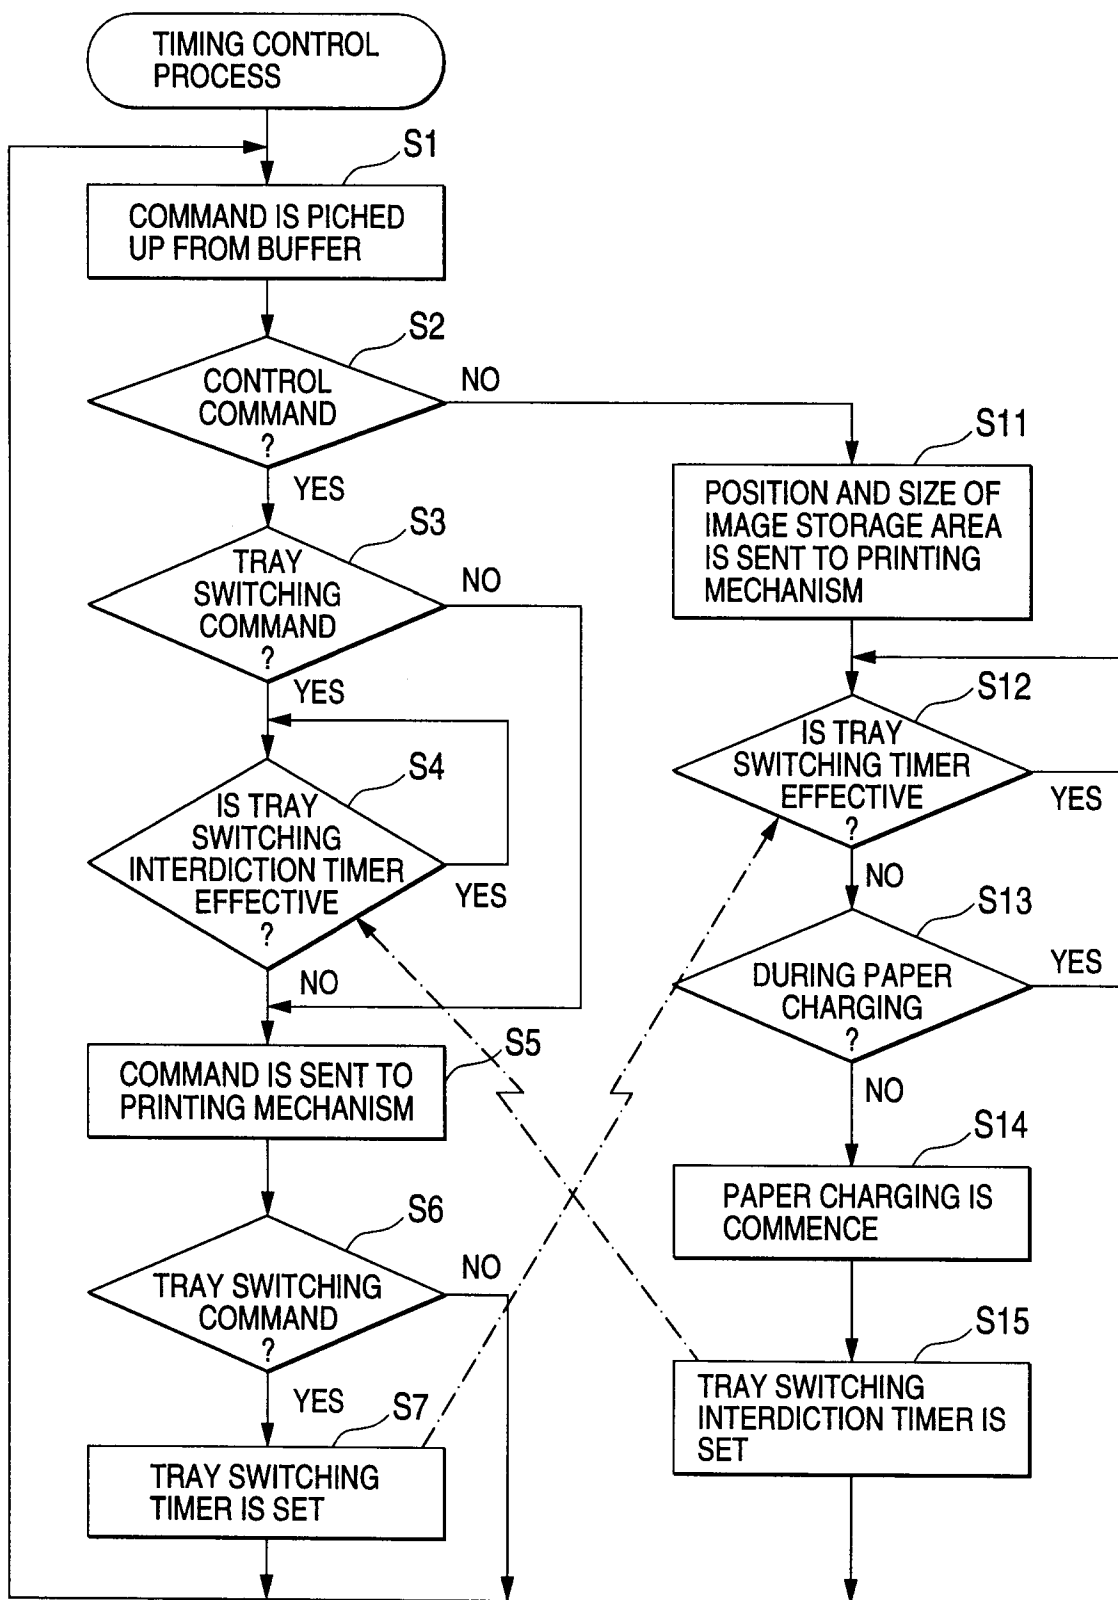 TIMING CONTROL
PROCESS
S1
COMMAND IS PICHED
UP FROM BUFFER
S2
CONTROL
COMMAND
?
NO
YES
S3
TRAY
SWITCHING
COMMAND
?
NO
YES
S4
IS TRAY
SWITCHING
INTERDICTION TIMER
EFFECTIVE
?
YES
NO
S5
COMMAND IS SENT TO
PRINTING MECHANISM
S6
TRAY SWITCHING
COMMAND
?
NO
YES
S7
TRAY SWITCHING
TIMER IS SET
S11
POSITION AND SIZE OF
IMAGE STORAGE AREA
IS SENT TO PRINTING
MECHANISM
S12
IS TRAY
SWITCHING TIMER
EFFECTIVE
?
YES
NO
S13
DURING PAPER
CHARGING
?
YES
NO
S14
PAPER CHARGING IS
COMMENCE
S15
TRAY SWITCHING
INTERDICTION TIMER IS
SET